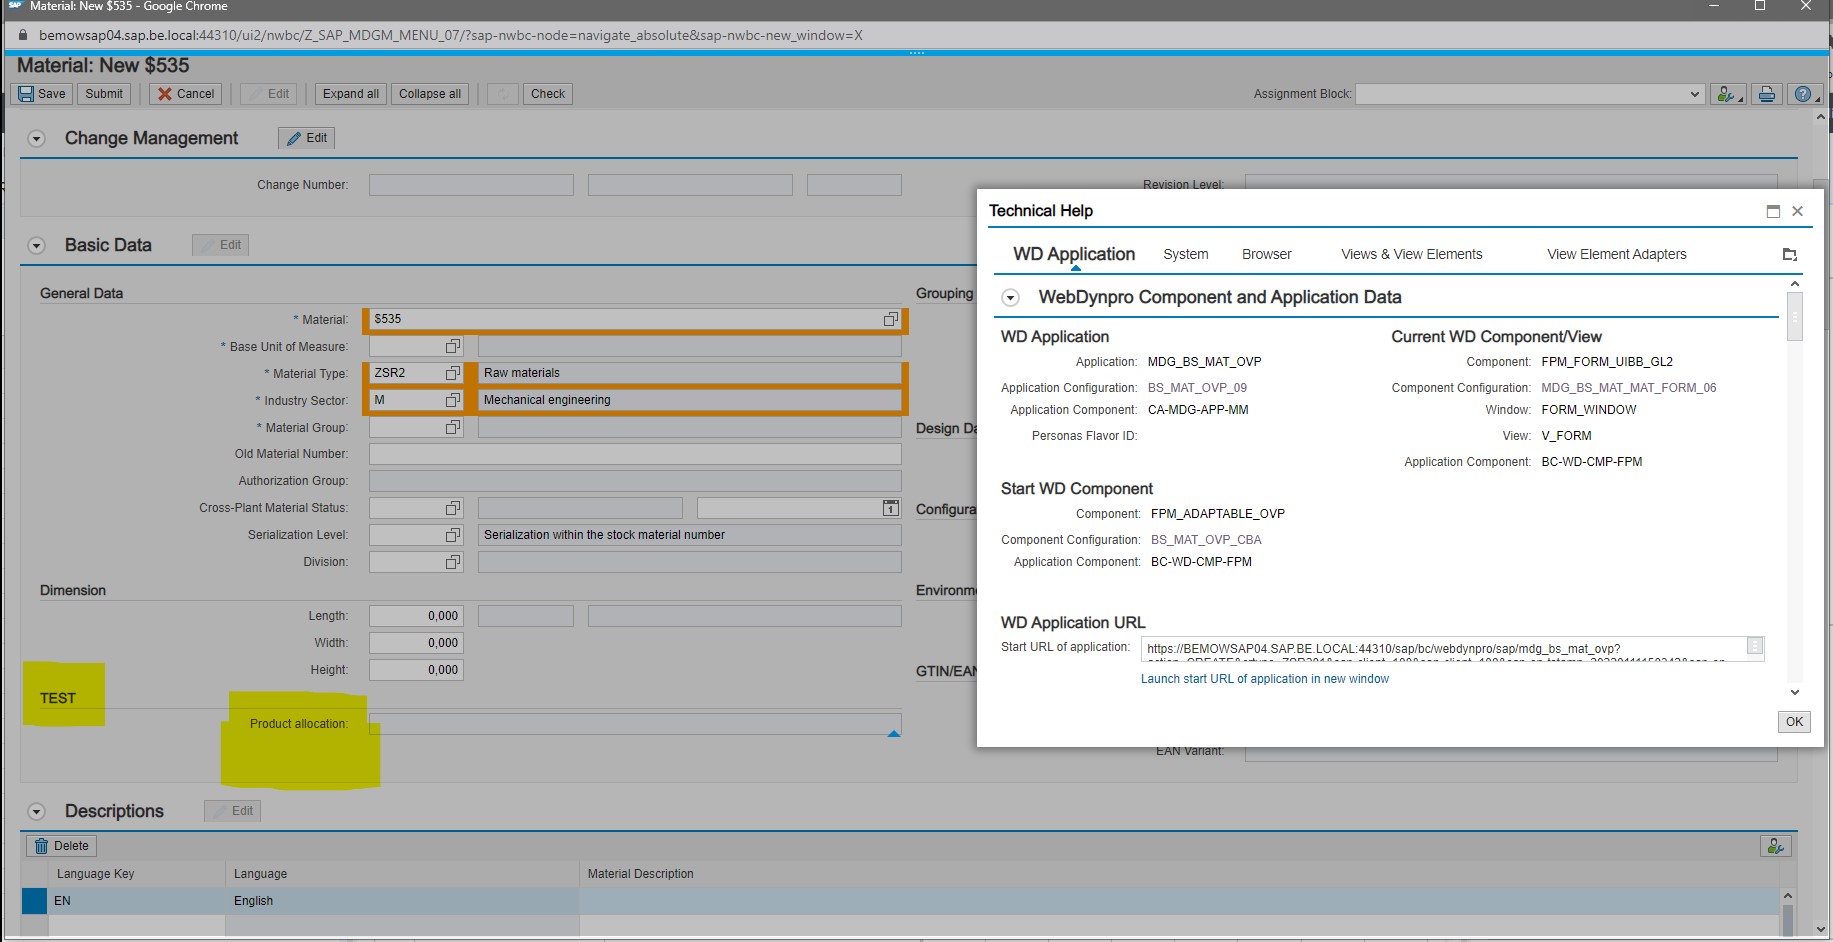 Material: New $535 - Google Chrome
bemowsap04.sap.be.local:44310/ui2/nwbc/Z_SAP_MDGM_MENU_07/?sap-nwbc-node=navigate_absolute&sap-nwbc-new_window=X
Material: New $535
Save Submit Cancel Edit Expand all Collapse all Check Assignment Block:
Change Management Edit
Change Number: Revision Level:
Basic Data Edit
General Data Grouping
* Material: $535
* Base Unit of Measure:
* Material Type: ZSR2 Raw materials
* Industry Sector: M Mechanical engineering
* Material Group: Design Da
Old Material Number:
Authorization Group:
Cross-Plant Material Status: 1 Configura
Serialization Level: Serialization within the stock material number
Division:
Dimension Environm
Length: 0,000
Width: 0,000
Height: 0,000 GTIN/EAN
TEST
Product allocation:
EAN Variant:
Descriptions Edit
Delete
Language Key Language Material Description
EN English
Technical Help
WD Application System Browser Views & View Elements View Element Adapters
WebDynpro Component and Application Data
WD Application
Application: MDG_BS_MAT_OVP
Application Configuration: BS_MAT_OVP_09
Application Component: CA-MDG-APP-MM
Personas Flavor ID:
Current WD Component/View
Component: FPM_FORM_UIBB_GL2
Component Configuration: MDG_BS_MAT_MAT_FORM_06
Window: FORM_WINDOW
View: V_FORM
Application Component: BC-WD-CMP-FPM
Start WD Component
Component: FPM_ADAPTABLE_OVP
Component Configuration: BS_MAT_OVP_CBA
Application Component: BC-WD-CMP-FPM
WD Application URL
Start URL of application: https://BEMOWSAP04.SAP.BE.LOCAL:44310/sap/bc/webdynpro/sap/mdg_bs_mat_ovp?
Launch start URL of application in new window
OK